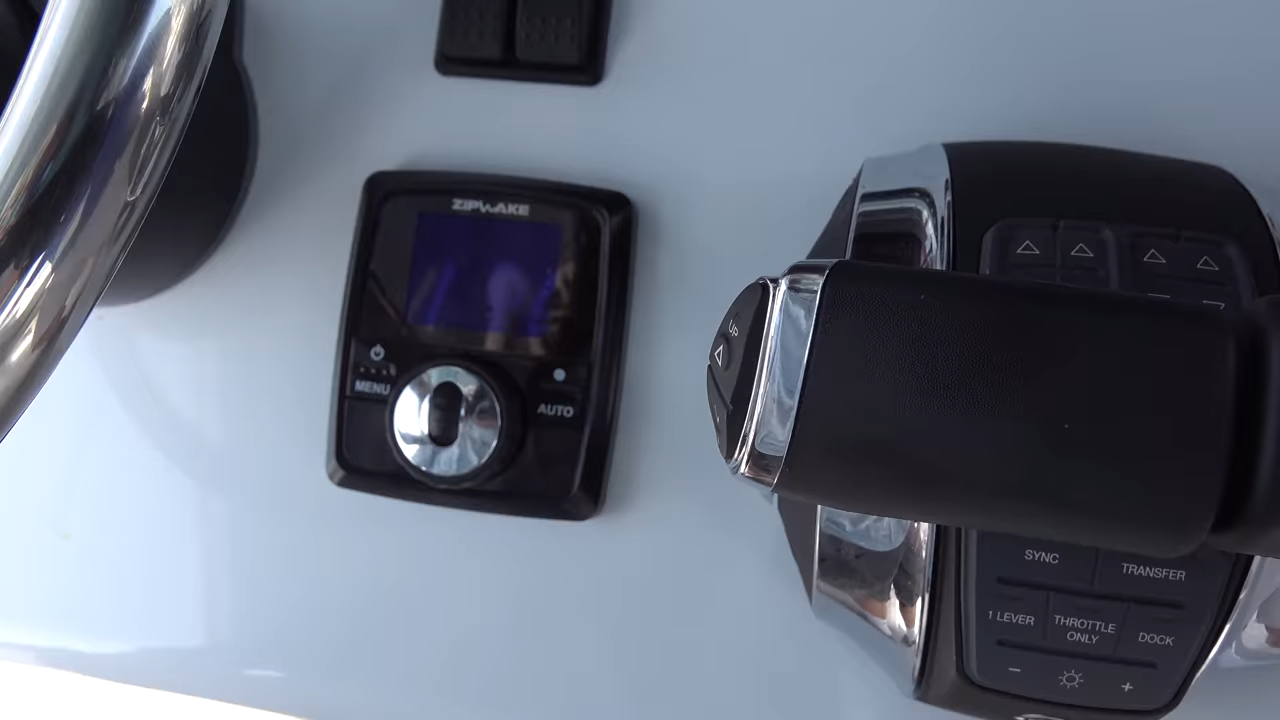 ZIPWAKE
MENU
AUTO
UP
SYNC
TRANSFER
1 LEVER
THROTTLE
ONLY
DOCK
- +